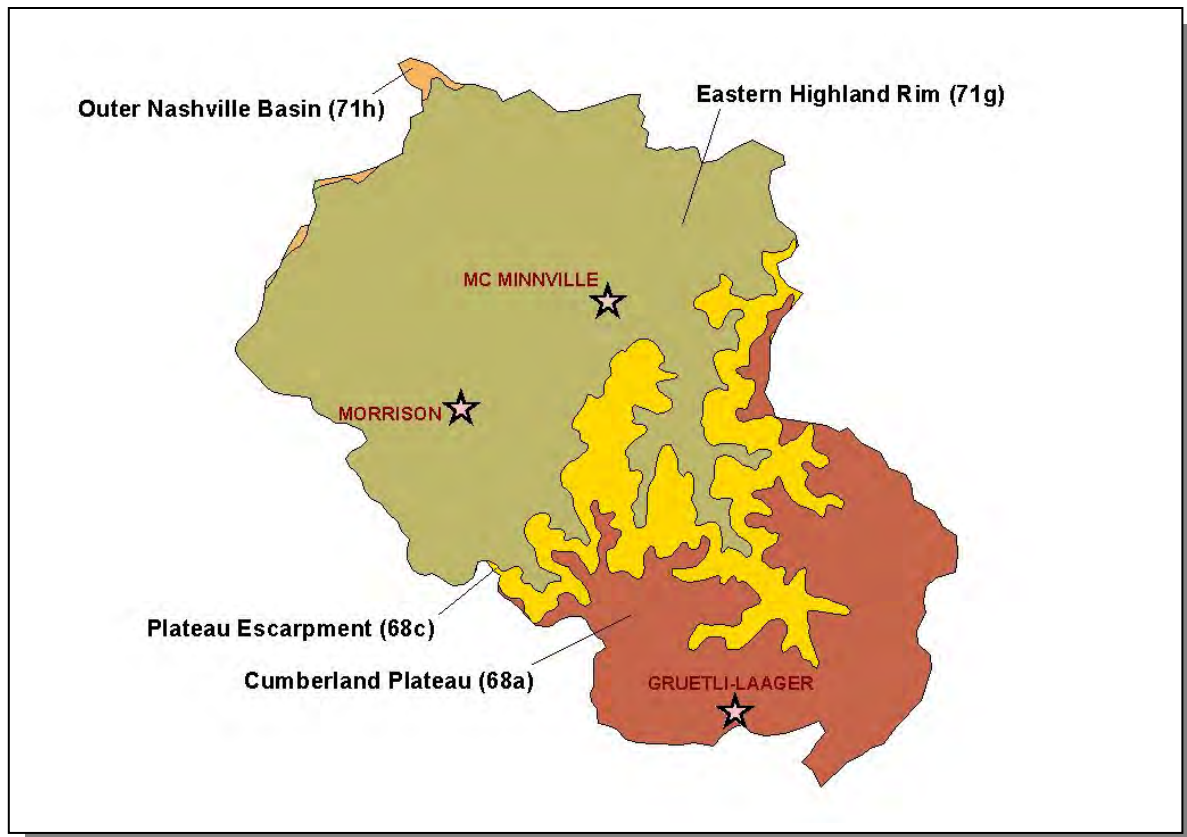 Outer Nashville Basin (71h)
Eastern Highland Rim (71g)
MC MINNVILLE
MORRISON
Plateau Escarpment (68c)
Cumberland Plateau (68a)
GRUETLI-LAAGER